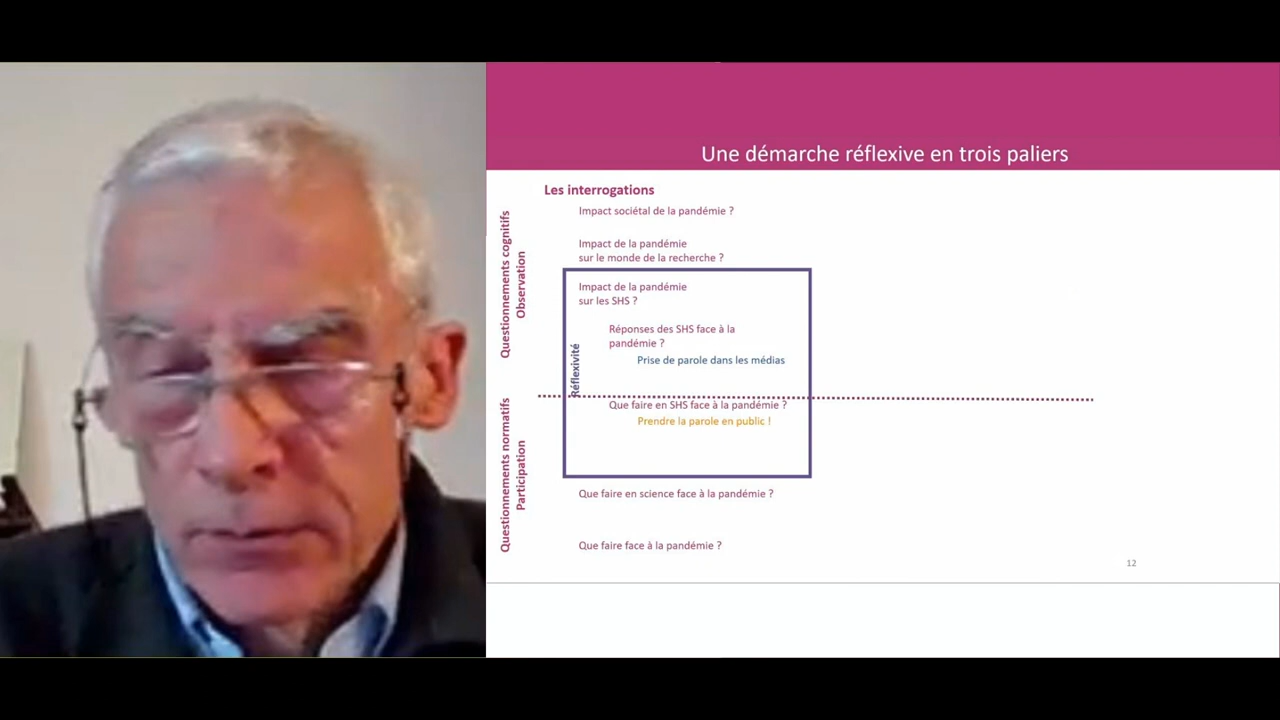 Une démarche réflexive en trois paliers
Les interrogations
Questionnements cognitifs
Observation
Impact sociétal de la pandémie ?
Impact de la pandémie
sur le monde de la recherche ?
Impact de la pandémie
sur les SHS ?
Réflexivité
Réponses des SHS face à la
pandémie ?
Prise de parole dans les médias
Questionnements normatifs
Participation
Que faire en SHS face à la pandémie ?
Prendre la parole en public !
Que faire en science face à la pandémie ?
Que faire face à la pandémie ?
12